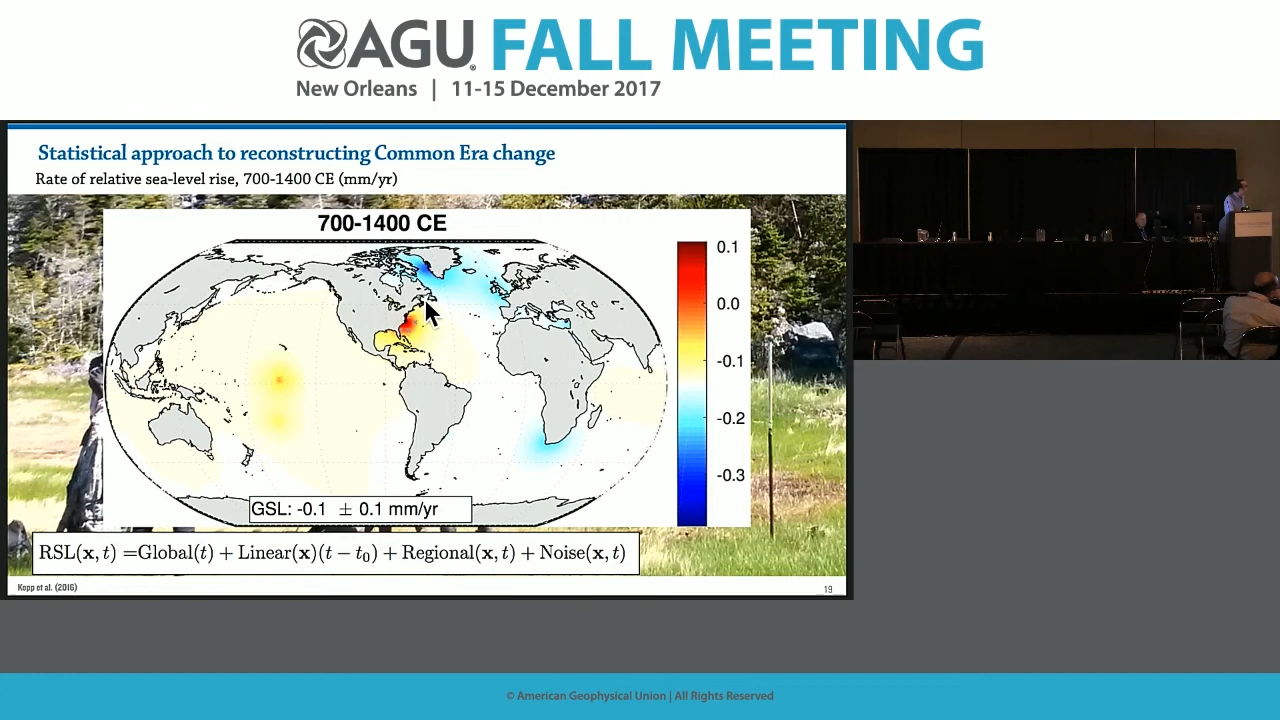 AGU FALL MEETING
New Orleans | 11-15 December 2017
Statistical approach to reconstructing Common Era change
Rate of relative sea-level rise, 700-1400 CE (mm/yr)
700-1400 CE
0.1
0.0
-0.1
-0.2
-0.3
GSL: -0.1 ± 0.1 mm/yr
RSL(x, t) =Global(t) + Linear(x)(t − t₀) + Regional(x, t) + Noise(x, t)
Kopp et al. (2016)
19
© American Geophysical Union | All Rights Reserved